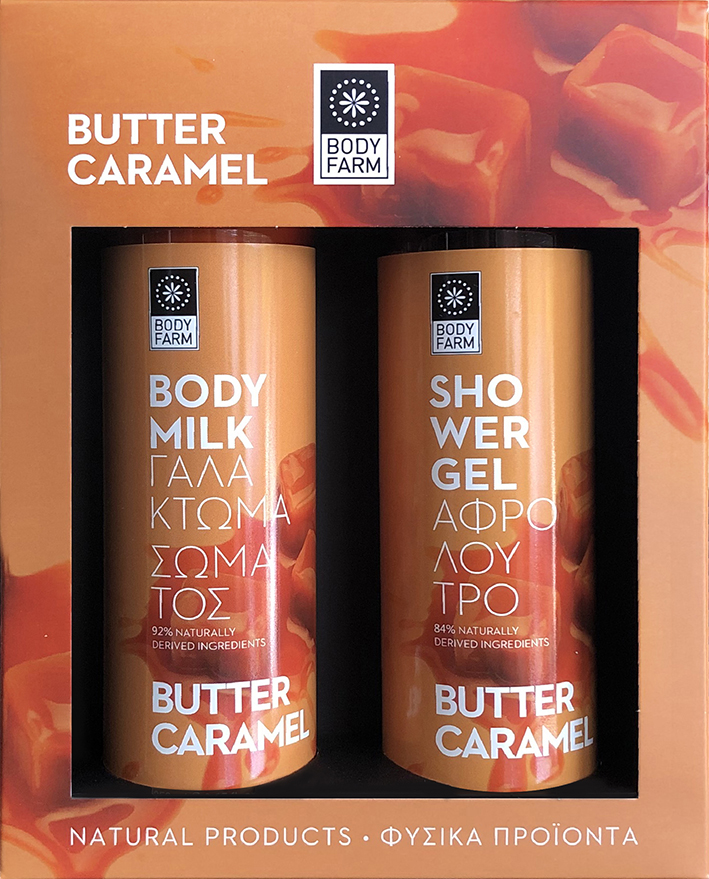 BUTTER
CARAMEL
BODY
FARM
BODY
FARM
BODY
MILK
ΓΑΛΑ
ΚΤΩΜΑ
ΣΩΜΑ
ΤΟΣ
92% NATURALLY
DERIVED INGREDIENTS
BUTTER
CARAMEL
BODY
FARM
SHO
WER
GEL
ΑΦΡΟ
ΛΟΥ
ΤΡΟ
84% NATURALLY
DERIVED INGREDIENTS
BUTTER
CARAMEL
NATURAL PRODUCTS • ΦΥΣΙΚΑ ΠΡΟΪΟΝΤΑ